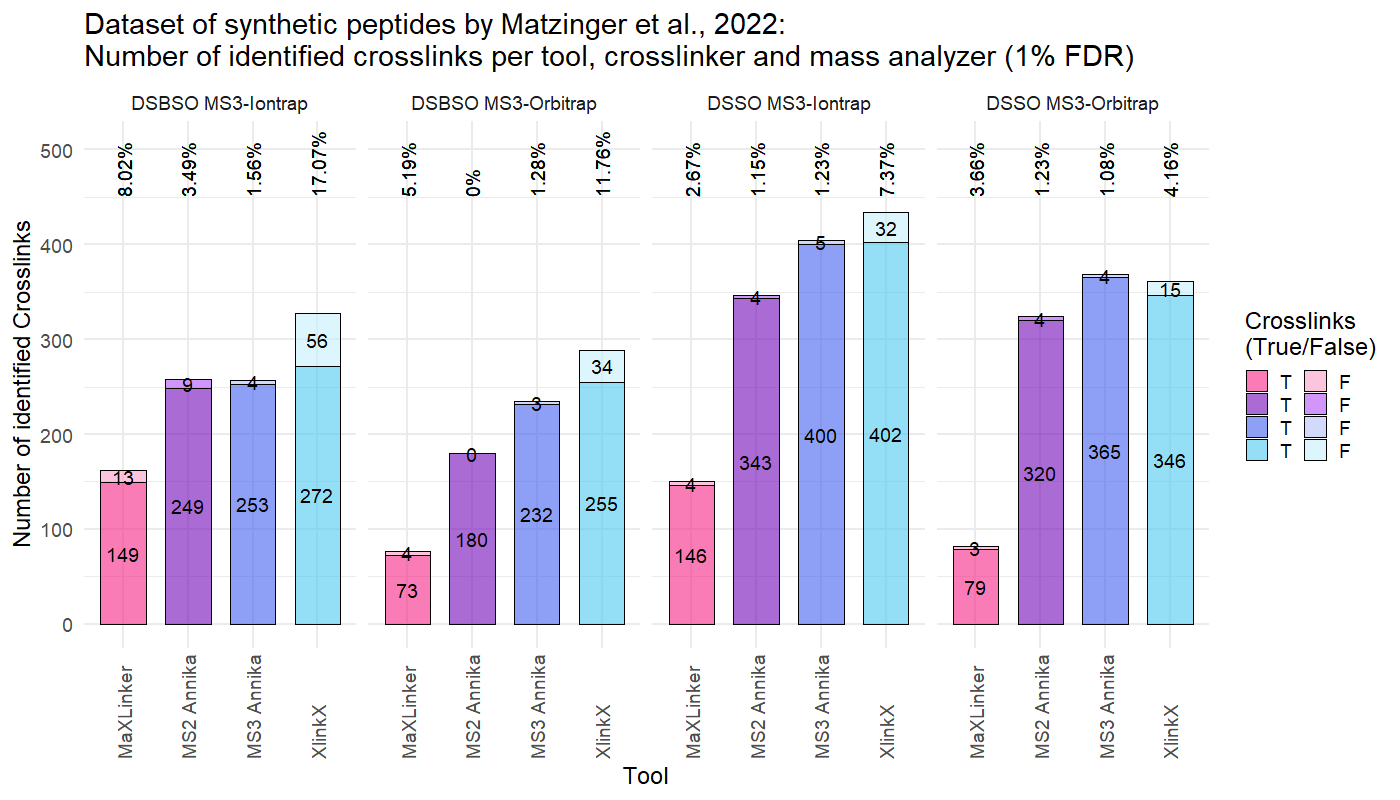 Dataset of synthetic peptides by Matzinger et al., 2022:
Number of identified crosslinks per tool, crosslinker and mass analyzer (1% FDR)
DSBSO MS3-Iontrap
DSBSO MS3-Orbitrap
DSSO MS3-Iontrap
DSSO MS3-Orbitrap
Number of identified Crosslinks
500
400
300
200
100
0
8.02%
3.49%
1.56%
17.07%
13
149
9
249
4
253
56
272
MaXLinker
MS2 Annika
MS3 Annika
XlinkX
5.19%
0%
1.28%
11.76%
4
73
0
180
3
232
34
255
MaXLinker
MS2 Annika
MS3 Annika
XlinkX
2.67%
1.15%
1.23%
7.37%
4
146
4
343
5
400
32
402
MaXLinker
MS2 Annika
MS3 Annika
XlinkX
3.66%
1.23%
1.08%
4.16%
3
79
4
320
4
365
15
346
MaXLinker
MS2 Annika
MS3 Annika
XlinkX
Tool
Crosslinks
(True/False)
T F
T F
T F
T F